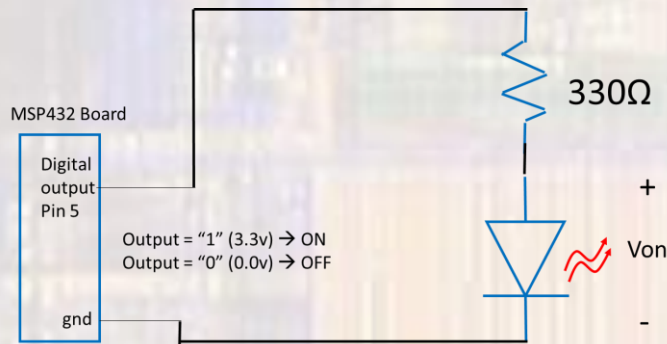 330Ω
MSP432 Board
Digital
output
Pin 5
+
Output = “1” (3.3v) → ON
Output = “0” (0.0v) → OFF
Von
gnd
-